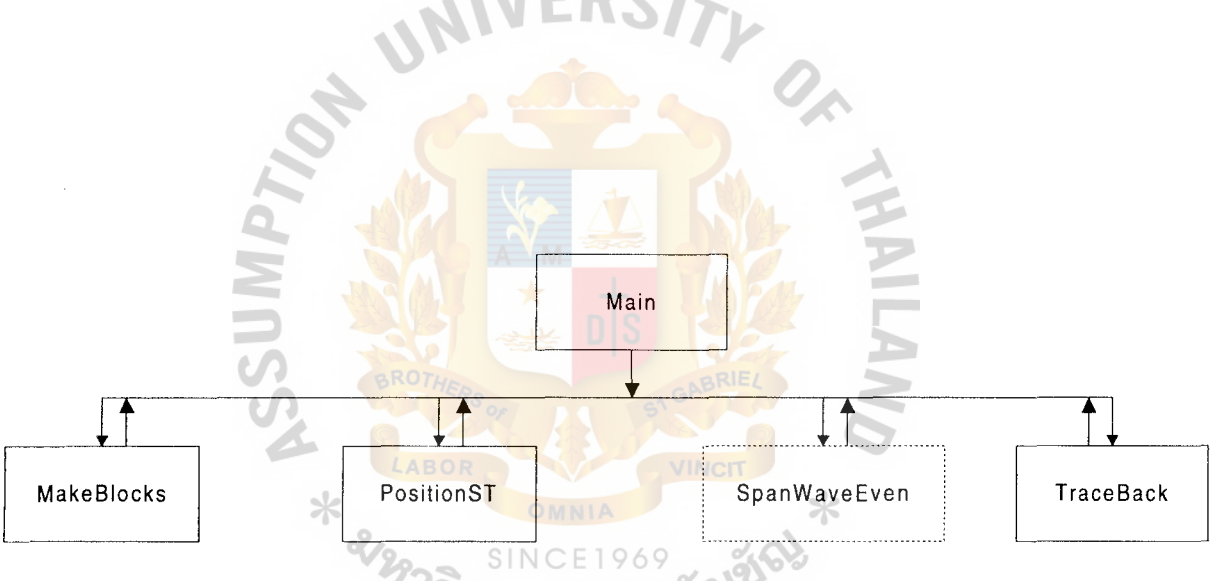 ASSUMPTION UNIVERSITY OF THAILAND
A M
Main
D S
BROTHERS of ST GABRIEL
MakeBlocks
PositionST
SpanWaveEven
TraceBack
LABOR VINCIT
OMNIA
SINCE1969